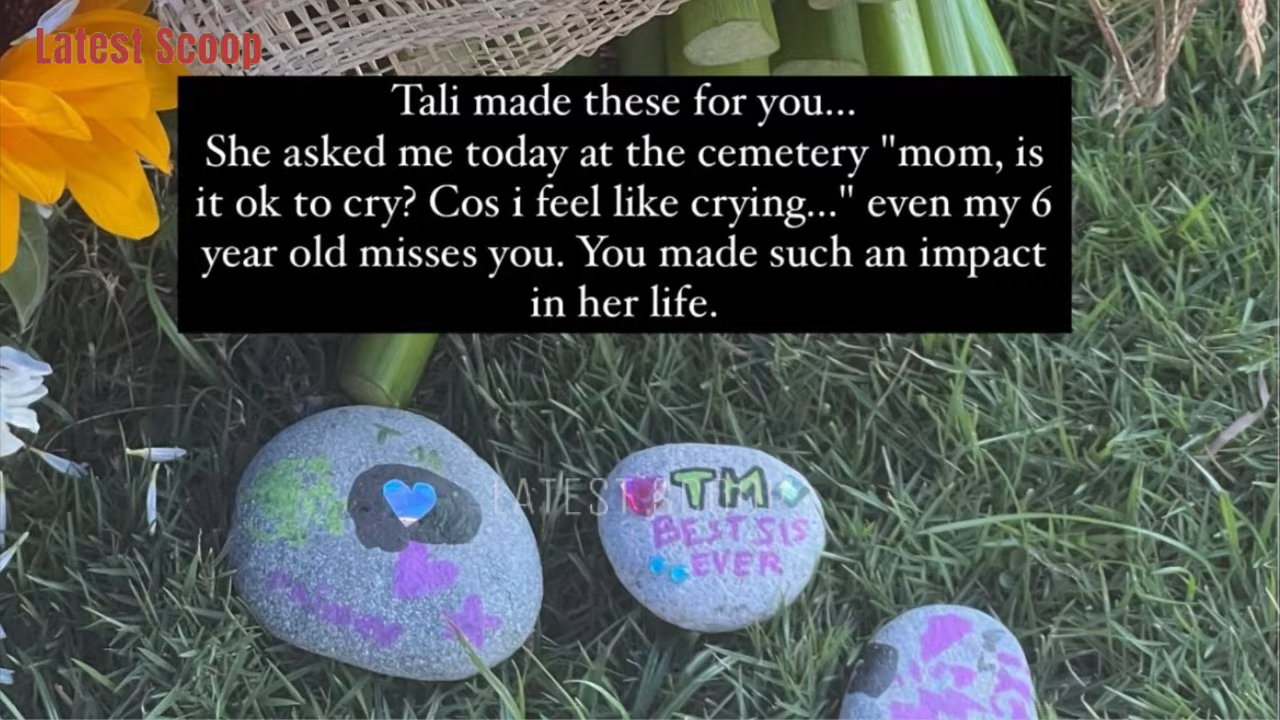 Latest Scoop
Tali made these for you...
She asked me today at the cemetery "mom, is
it ok to cry? Cos i feel like crying..." even my 6
year old misses you. You made such an impact
in her life.
LATEST SCOOP
TM
BEST SIS
EVER